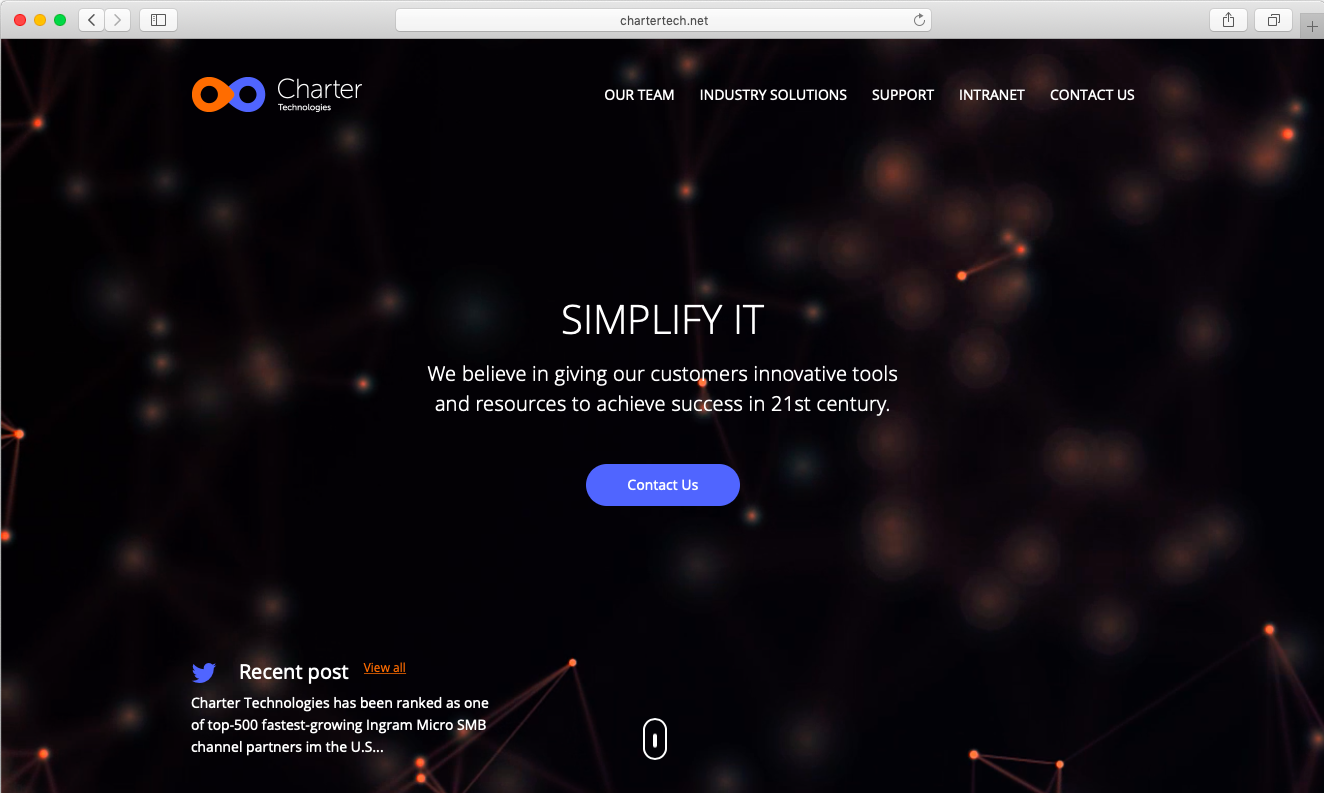 chartertech.net
Charter
Technologies
OUR TEAM INDUSTRY SOLUTIONS SUPPORT INTRANET CONTACT US
SIMPLIFY IT
We believe in giving our customers innovative tools
and resources to achieve success in 21st century.
Contact Us
Recent post View all
Charter Technologies has been ranked as one
of top-500 fastest-growing Ingram Micro SMB
channel partners im the U.S...